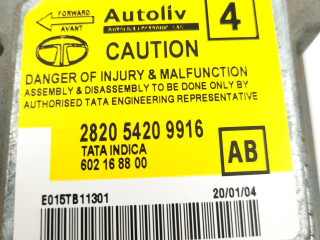 FORWARD
AVANT
Autoliv
4
CAUTION
DANGER OF INJURY & MALFUNCTION
ASSEMBLY & DISASSEMBLY TO BE DONE ONLY BY
AUTHORISED TATA ENGINEERING REPRESENTATIVE
2820 5420 9916
TATA INDICA
602 16 88 00
AB
E015TB11301
20/01/04